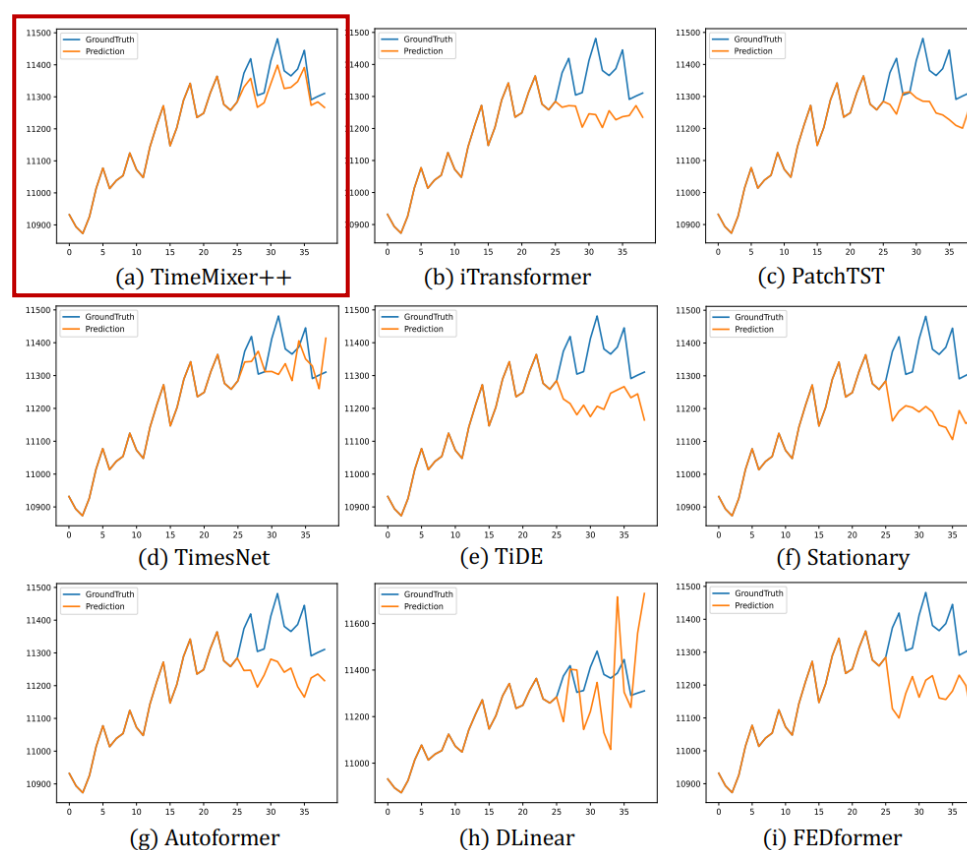 11500
11400
11300
11200
11100
11000
10900
GroundTruth
Prediction
0 5 10 15 20 25 30 35
(a) TimeMixer++
11500
11400
11300
11200
11100
11000
10900
GroundTruth
Prediction
0 5 10 15 20 25 30 35
(b) iTransformer
11500
11400
11300
11200
11100
11000
10900
GroundTruth
Prediction
0 5 10 15 20 25 30 35
(c) PatchTST
11500
11400
11300
11200
11100
11000
10900
GroundTruth
Prediction
0 5 10 15 20 25 30 35
(d) TimesNet
11500
11400
11300
11200
11100
11000
10900
GroundTruth
Prediction
0 5 10 15 20 25 30 35
(e) TiDE
11500
11400
11300
11200
11100
11000
10900
GroundTruth
Prediction
0 5 10 15 20 25 30 35
(f) Stationary
11500
11400
11300
11200
11100
11000
10900
GroundTruth
Prediction
0 5 10 15 20 25 30 35
(g) Autoformer
11600
11400
11200
11000
GroundTruth
Prediction
0 5 10 15 20 25 30 35
(h) DLinear
11500
11400
11300
11200
11100
11000
10900
GroundTruth
Prediction
0 5 10 15 20 25 30 35
(i) FEDformer